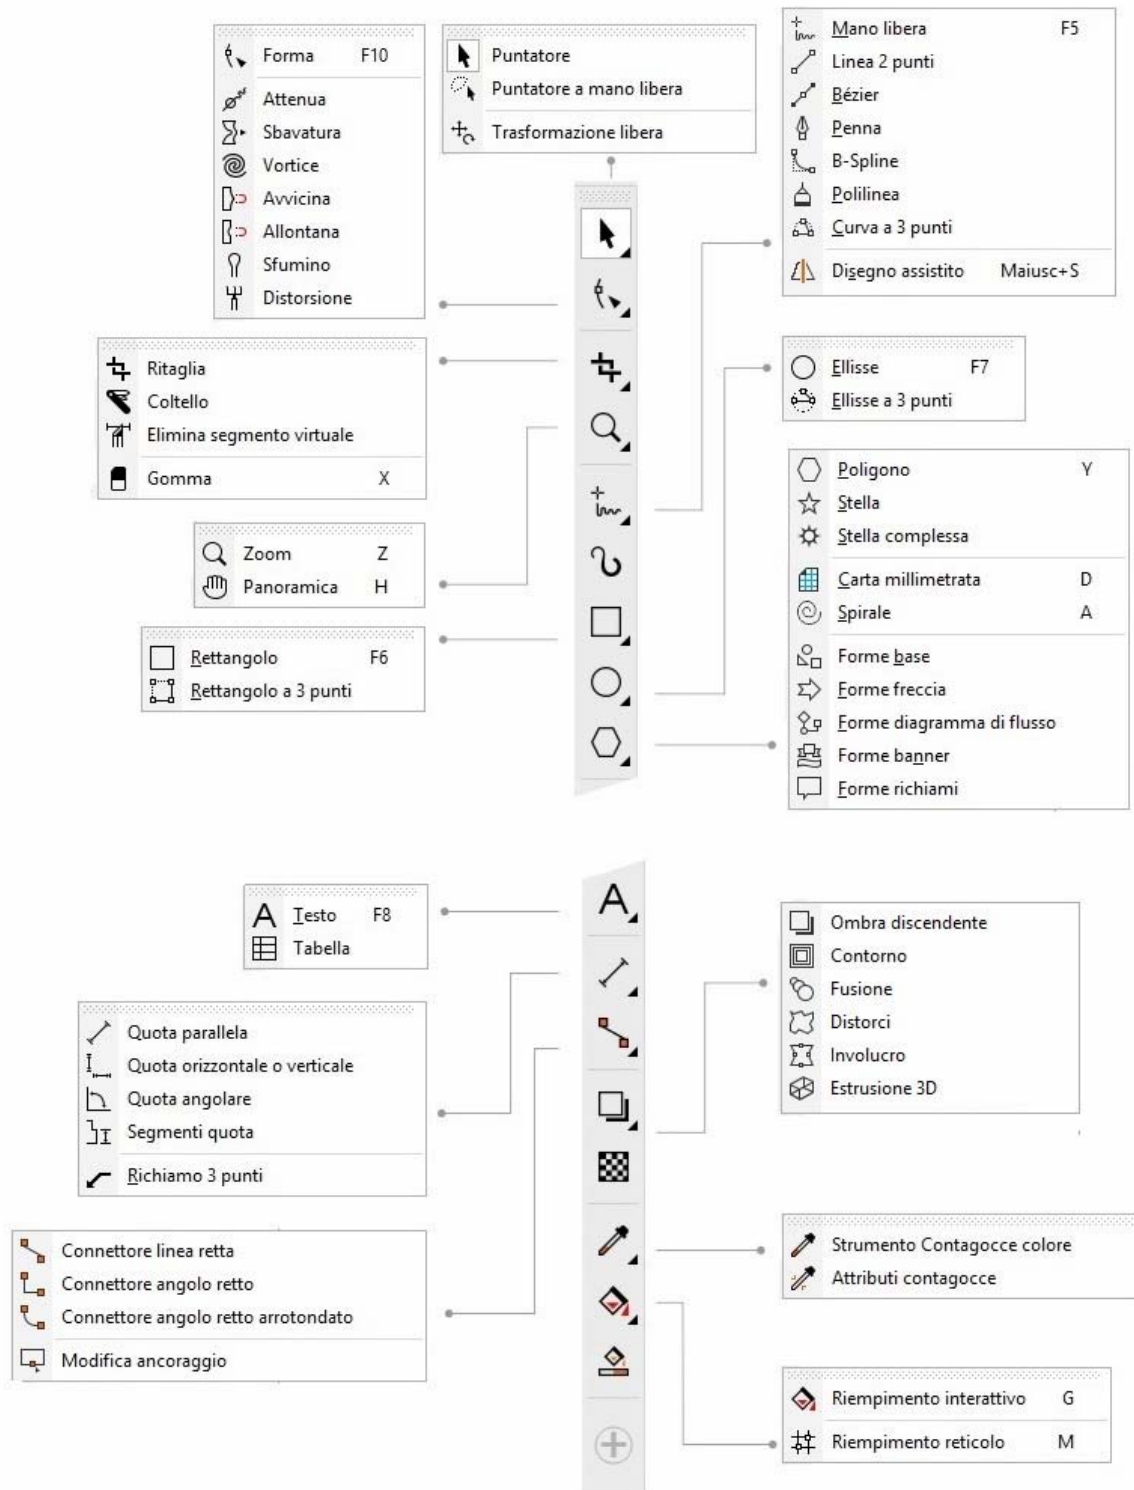 Forma F10
Attenua
Sbavatura
Vortice
Avvicina
Allontana
Sfumino
Distorsione
Puntatore
Puntatore a mano libera
Trasformazione libera
Mano libera F5
Linea 2 punti
Bézier
Penna
B-Spline
Polilinea
Curva a 3 punti
Disegno assistito Maiusc+S
Ritaglia
Coltello
Elimina segmento virtuale
Gomma X
Ellisse F7
Ellisse a 3 punti
Zoom Z
Panoramica H
Poligono Y
Stella
Stella complessa
Carta millimetrata D
Spirale A
Forme base
Forme freccia
Forme diagramma di flusso
Forme banner
Forme richiami
Rettangolo F6
Rettangolo a 3 punti
Testo F8
Tabella
Ombra discendente
Contorno
Fusione
Distorci
Involucro
Estrusione 3D
Quota parallela
Quota orizzontale o verticale
Quota angolare
Segmenti quota
Richiamo 3 punti
Connettore linea retta
Connettore angolo retto
Connettore angolo retto arrotondato
Modifica ancoraggio
Strumento Contagocce colore
Attributi contagocce
Riempimento interattivo G
Riempimento reticolo M